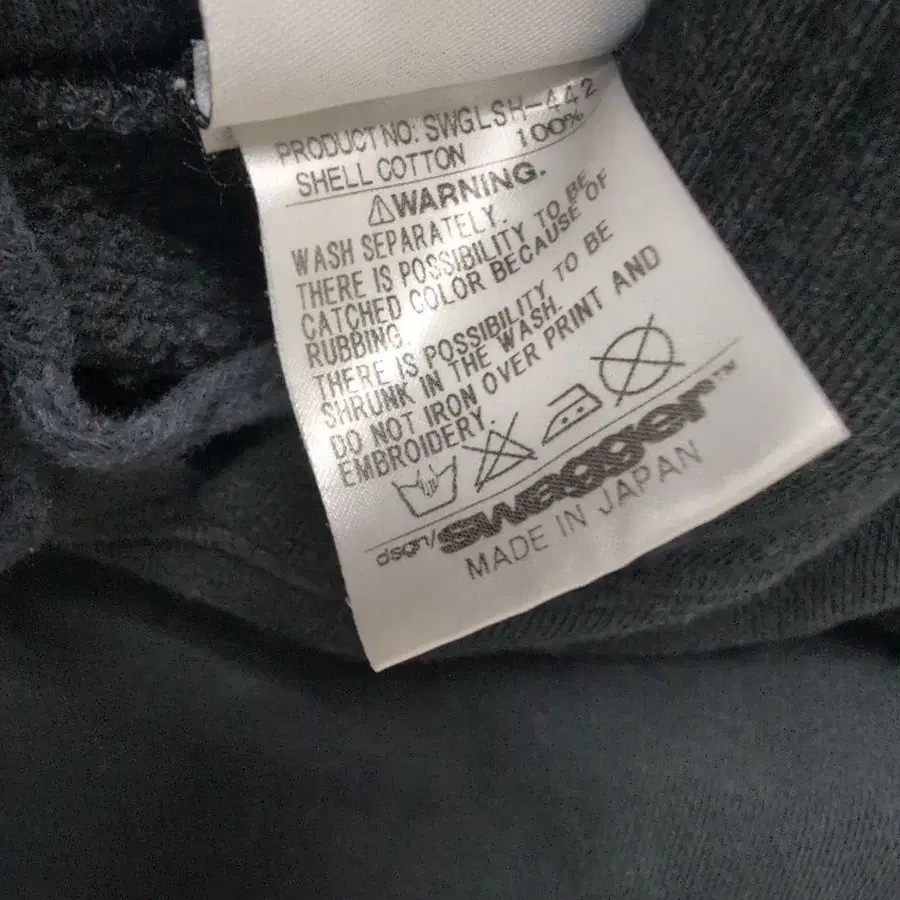 PRODUCT NO: SWGLSH-442
SHELL COTTON 100%
WARNING.
WASH SEPARATELY.
THERE IS POSSIBILITY TO BE
CATCHED COLOR BECAUSE OF
RUBBING.
THERE IS POSSIBILITY TO BE
SHRUNK IN THE WASH.
DO NOT IRON OVER PRINT AND
EMBROIDERY.
dsgn/swagger™
MADE IN JAPAN